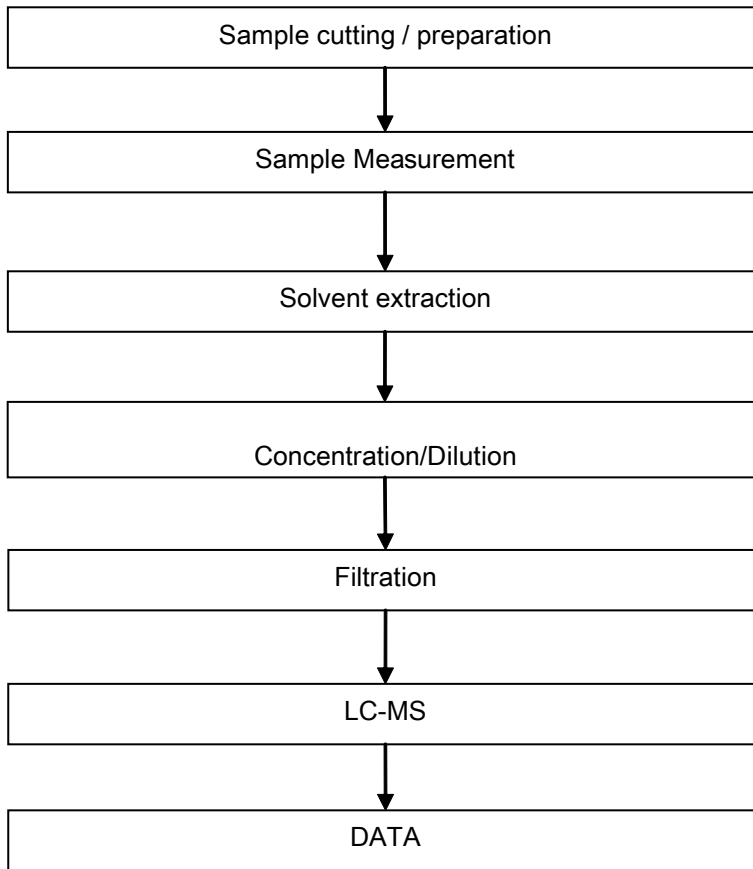 Sample cutting / preparation
Sample Measurement
Solvent extraction
Concentration/Dilution
Filtration
LC-MS
DATA